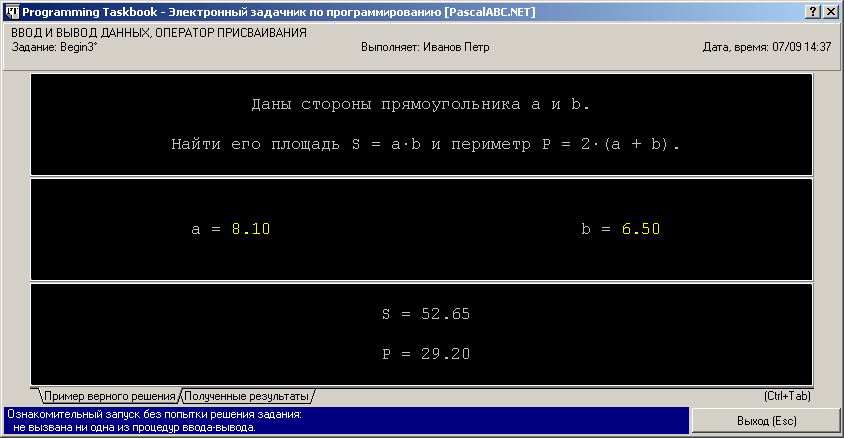 Programming Taskbook - Электронный задачник по программированию [PascalABC.NET]
ВВОД И ВЫВОД ДАННЫХ, ОПЕРАТОР ПРИСВАИВАНИЯ
Задание: Begin3° Выполняет: Иванов Петр Дата, время: 07/09 14:37
Даны стороны прямоугольника a и b.
Найти его площадь S = a·b и периметр P = 2·(a + b).
a = 8.10 b = 6.50
S = 52.65
P = 29.20
Пример верного решения Полученные результаты (Ctrl+Tab)
Ознакомительный запуск без попытки решения задания:
не вызвана ни одна из процедур ввода-вывода.
Выход (Esc)